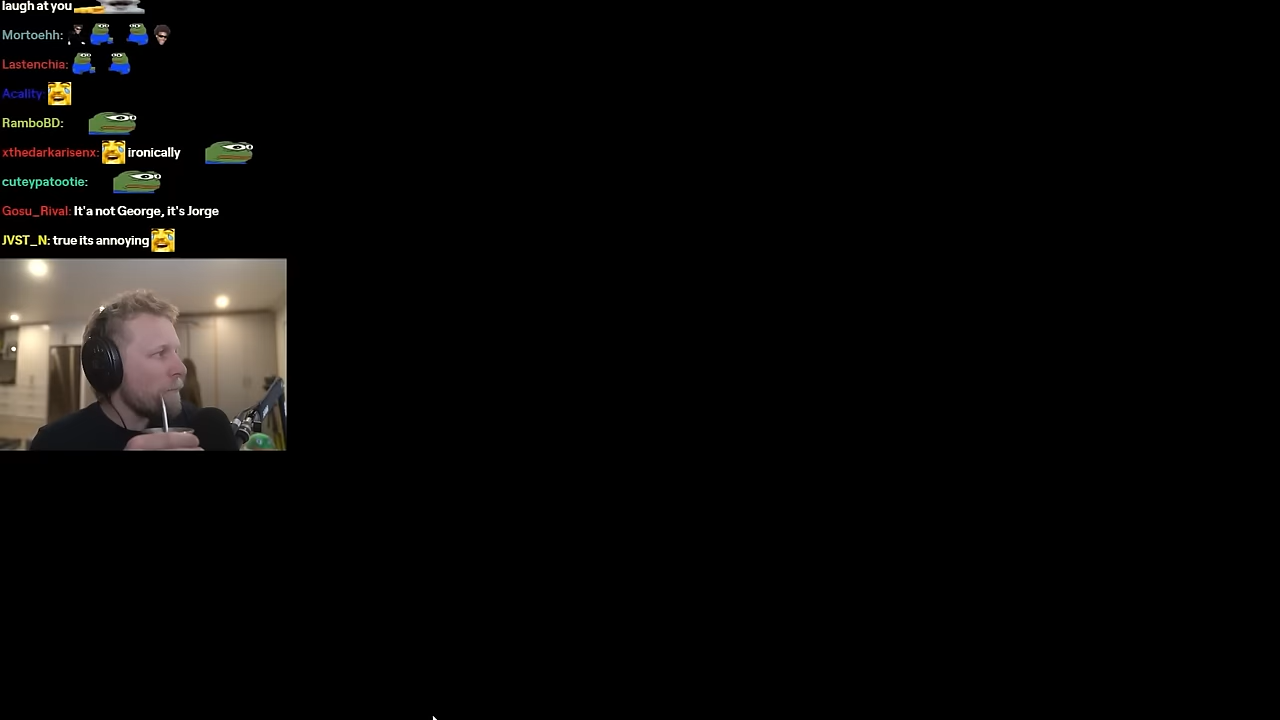 laugh at you
Mortoehh:
Lastenchia:
Acality
RamboBD:
xthedarkarisenx: ironically
cuteypatootie:
Gosu_Rival: It'a not George, it's Jorge
JVST_N: true its annoying